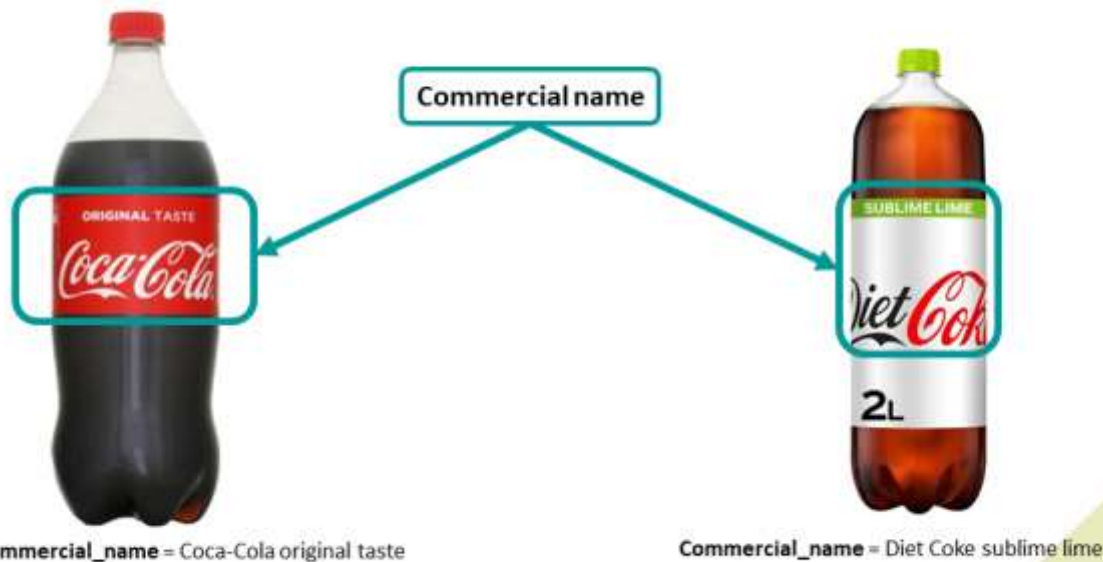 Commercial name
ORIGINAL TASTE
Coca-Cola
SUBLIME LIME
Diet Coke
2L
mmercial_name = Coca-Cola original taste
Commercial_name = Diet Coke sublime lime